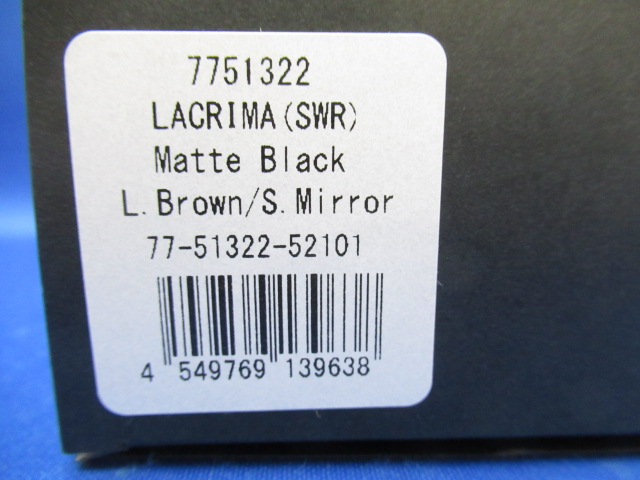 7751322
LACRIMA(SWR)
Matte Black
L.Brown/S.Mirror
77-51322-52101
4 549769 139638